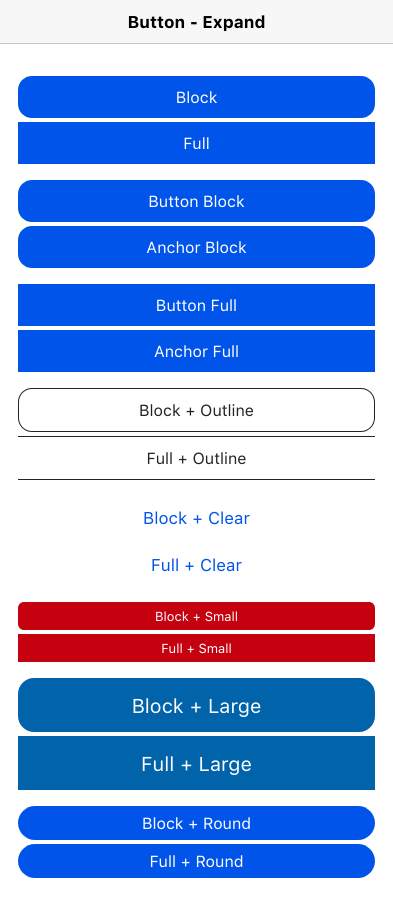 Button - Expand
Block
Full
Button Block
Anchor Block
Button Full
Anchor Full
Block + Outline
Full + Outline
Block + Clear
Full + Clear
Block + Small
Full + Small
Block + Large
Full + Large
Block + Round
Full + Round